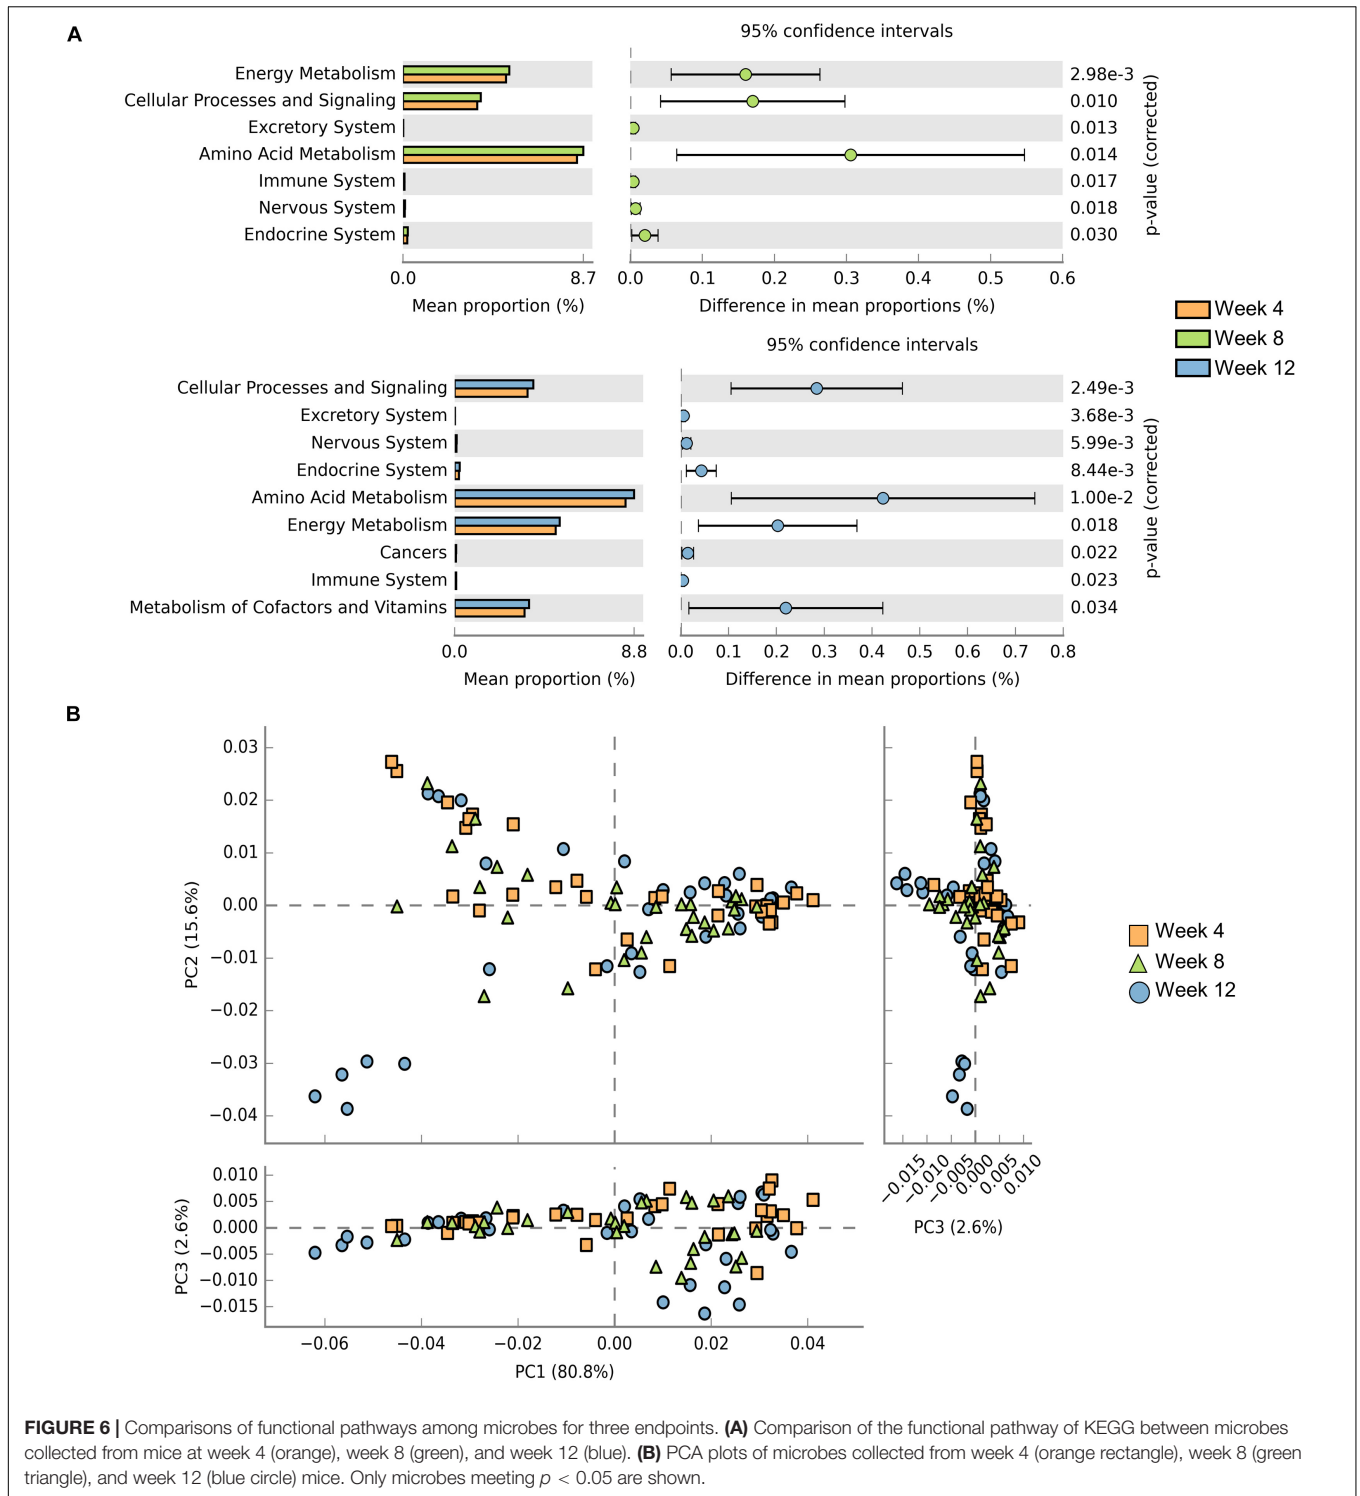 A
95% confidence intervals
Energy Metabolism 2.98e-3
Cellular Processes and Signaling 0.010
Excretory System 0.013
Amino Acid Metabolism 0.014
Immune System 0.017
Nervous System 0.018
Endocrine System 0.030
p-value (corrected)
0.0 8.7 0.0 0.1 0.2 0.3 0.4 0.5 0.6
Mean proportion (%) Difference in mean proportions (%)
Week 4
Week 8
Week 12
95% confidence intervals
Cellular Processes and Signaling 2.49e-3
Excretory System 3.68e-3
Nervous System 5.99e-3
Endocrine System 8.44e-3
Amino Acid Metabolism 1.00e-2
Energy Metabolism 0.018
Cancers 0.022
Immune System 0.023
Metabolism of Cofactors and Vitamins 0.034
p-value (corrected)
0.0 8.8 0.0 0.1 0.2 0.3 0.4 0.5 0.6 0.7 0.8
Mean proportion (%) Difference in mean proportions (%)
B
0.03
0.02
0.01
0.00
−0.01
−0.02
−0.03
−0.04
PC2 (15.6%)
−0.015 −0.010 −0.005 0.000 0.005 0.010
PC3 (2.6%)
Week 4
Week 8
Week 12
0.010
0.005
0.000
−0.005
−0.010
−0.015
PC3 (2.6%)
−0.06 −0.04 −0.02 0.00 0.02 0.04
PC1 (80.8%)
FIGURE 6 | Comparisons of functional pathways among microbes for three endpoints. (A) Comparison of the functional pathway of KEGG between microbes
collected from mice at week 4 (orange), week 8 (green), and week 12 (blue). (B) PCA plots of microbes collected from week 4 (orange rectangle), week 8 (green
triangle), and week 12 (blue circle) mice. Only microbes meeting p < 0.05 are shown.